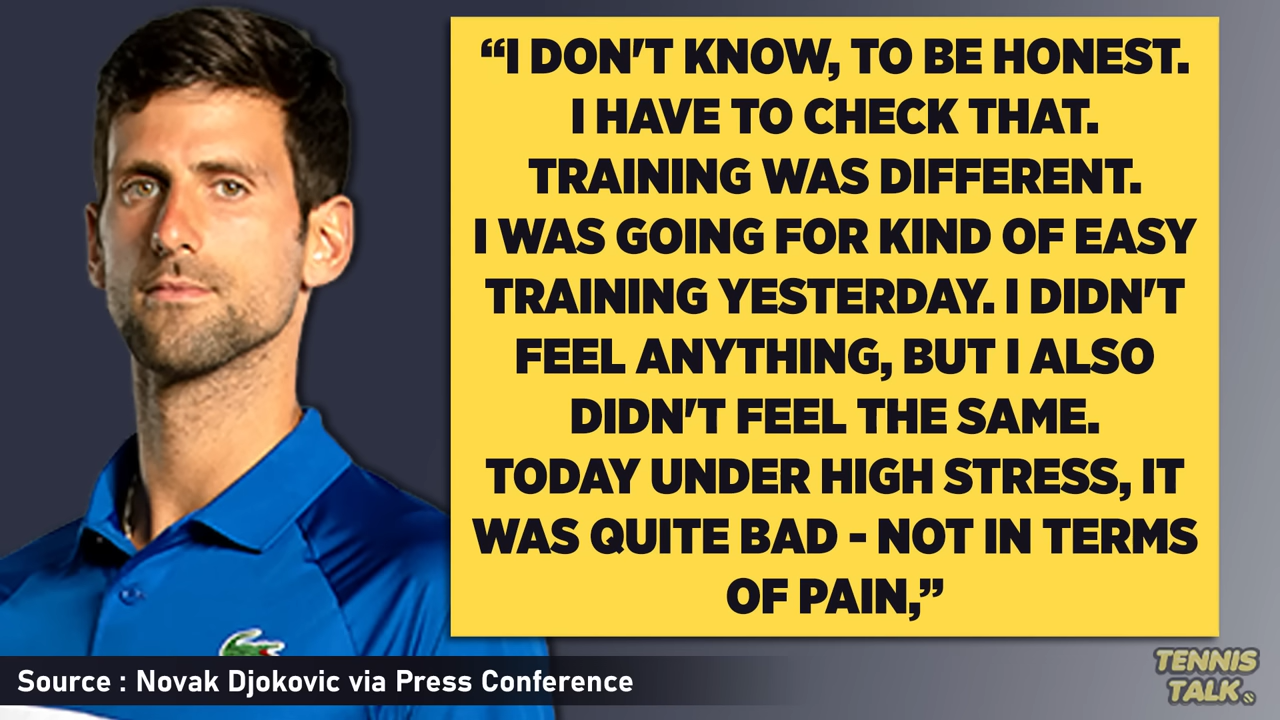 “I DON'T KNOW, TO BE HONEST.
I HAVE TO CHECK THAT.
TRAINING WAS DIFFERENT.
I WAS GOING FOR KIND OF EASY
TRAINING YESTERDAY. I DIDN'T
FEEL ANYTHING, BUT I ALSO
DIDN'T FEEL THE SAME.
TODAY UNDER HIGH STRESS, IT
WAS QUITE BAD - NOT IN TERMS
OF PAIN,”
Source : Novak Djokovic via Press Conference
TENNIS
TALK